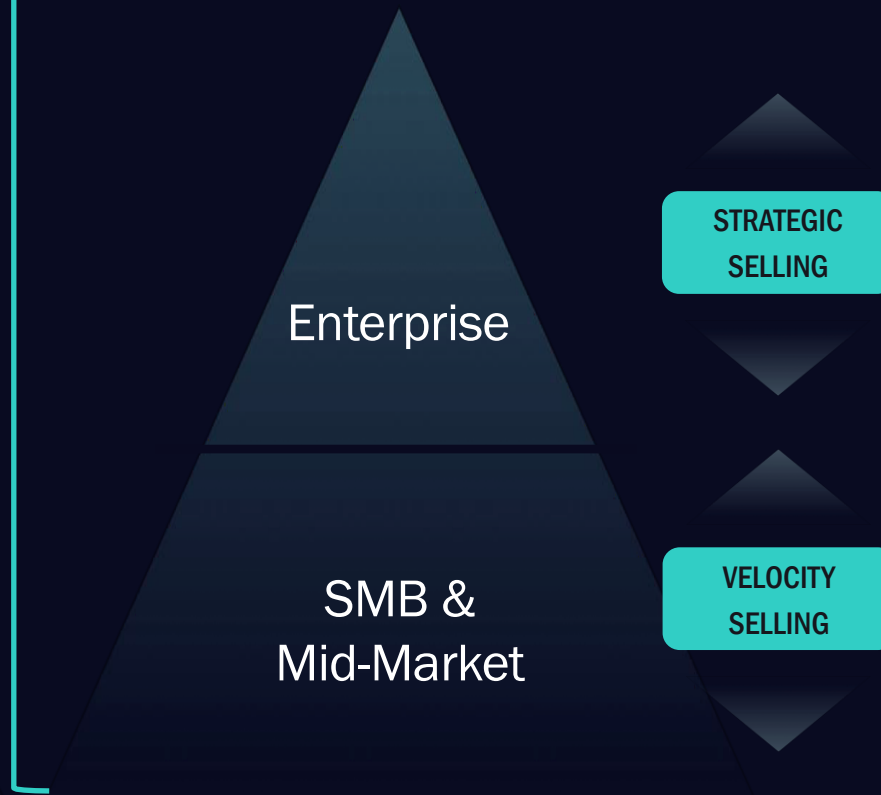 STRATEGIC
SELLING
Enterprise
VELOCITY
SELLING
SMB &
Mid-Market